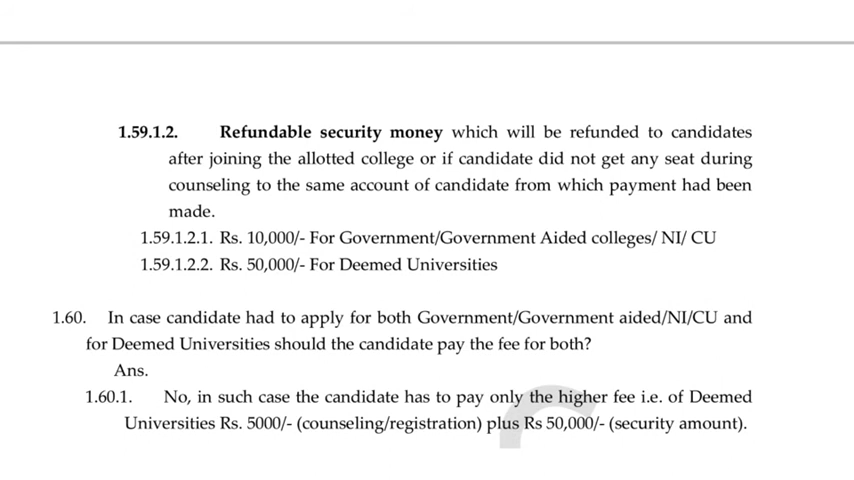 1.59.1.2. Refundable security money which will be refunded to candidates
after joining the allotted college or if candidate did not get any seat during
counseling to the same account of candidate from which payment had been
made.
1.59.1.2.1. Rs. 10,000/- For Government/Government Aided colleges/ NI/ CU
1.59.1.2.2. Rs. 50,000/- For Deemed Universities
1.60. In case candidate had to apply for both Government/Government aided/NI/CU and
for Deemed Universities should the candidate pay the fee for both?
Ans.
1.60.1. No, in such case the candidate has to pay only the higher fee i.e. of Deemed
Universities Rs. 5000/- (counseling/registration) plus Rs 50,000/- (security amount).